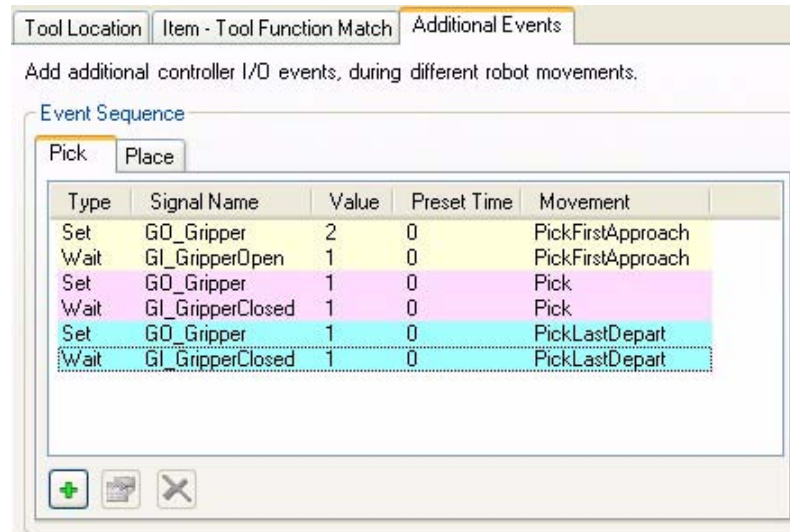 Tool Location Item - Tool Function Match Additional Events
Add additional controller I/O events, during different robot movements.
Event Sequence
Pick Place
Type Signal Name Value Preset Time Movement
Set GO_Gripper 2 0 PickFirstApproach
Wait GI_GripperOpen 1 0 PickFirstApproach
Set GO_Gripper 1 0 Pick
Wait GI_GripperClosed 1 0 Pick
Set GO_Gripper 1 0 PickLastDepart
Wait GI_GripperClosed 1 0 PickLastDepart